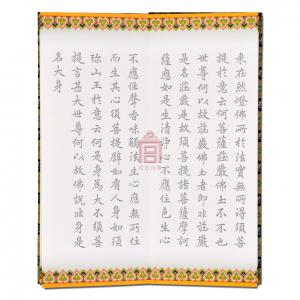 來在然燈佛所於法實無所得須菩
提於意云何菩薩莊嚴佛土不不也
世尊何以故莊嚴佛土者即非莊嚴
是名莊嚴是故須菩提諸菩薩摩訶
薩應如是生清淨心不應住色生心
不應住聲香味觸法生心應無所住
而生其心須菩提譬如有人身如須
彌山王於意云何是身為大不須菩
提言甚大世尊何以故佛說非身是
名大身